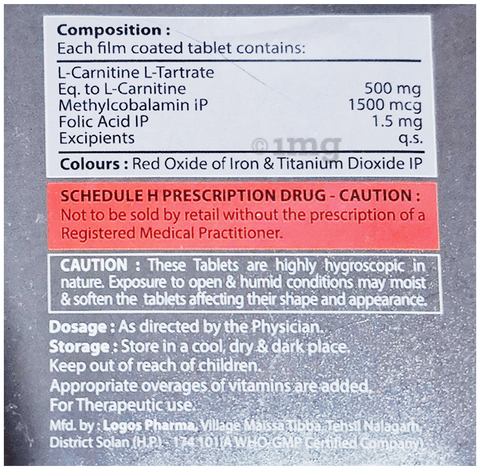 Composition :
Each film coated tablet contains:
L-Carnitine L-Tartrate
Eq. to L-Carnitine 500 mg
Methylcobalamin iP 1500 mcg
Folic Acid IP 1.5 mg
Excipients q.s.
©1mg
Colours : Red Oxide of Iron & Titanium Dioxide IP
SCHEDULE H PRESCRIPTION DRUG - CAUTION :
Not to be sold by retail without the prescription of a
Registered Medical Practitioner.
CAUTION : These Tablets are highly hygroscopic in
nature. Exposure to open & humid conditions may moist
& soften the tablets affecting their shape and appearance.
Dosage : As directed by the Physician.
Storage : Store in a cool, dry & dark place.
Keep out of reach of children.
Appropriate overages of vitamins are added.
For Therapeutic use.
Mfd. by : Logos Pharma, Village Maissa Tibba, Tehsil Nalagarh,
District Solan (H.P.) - 174 101(A WHO-GMP Certified Company)